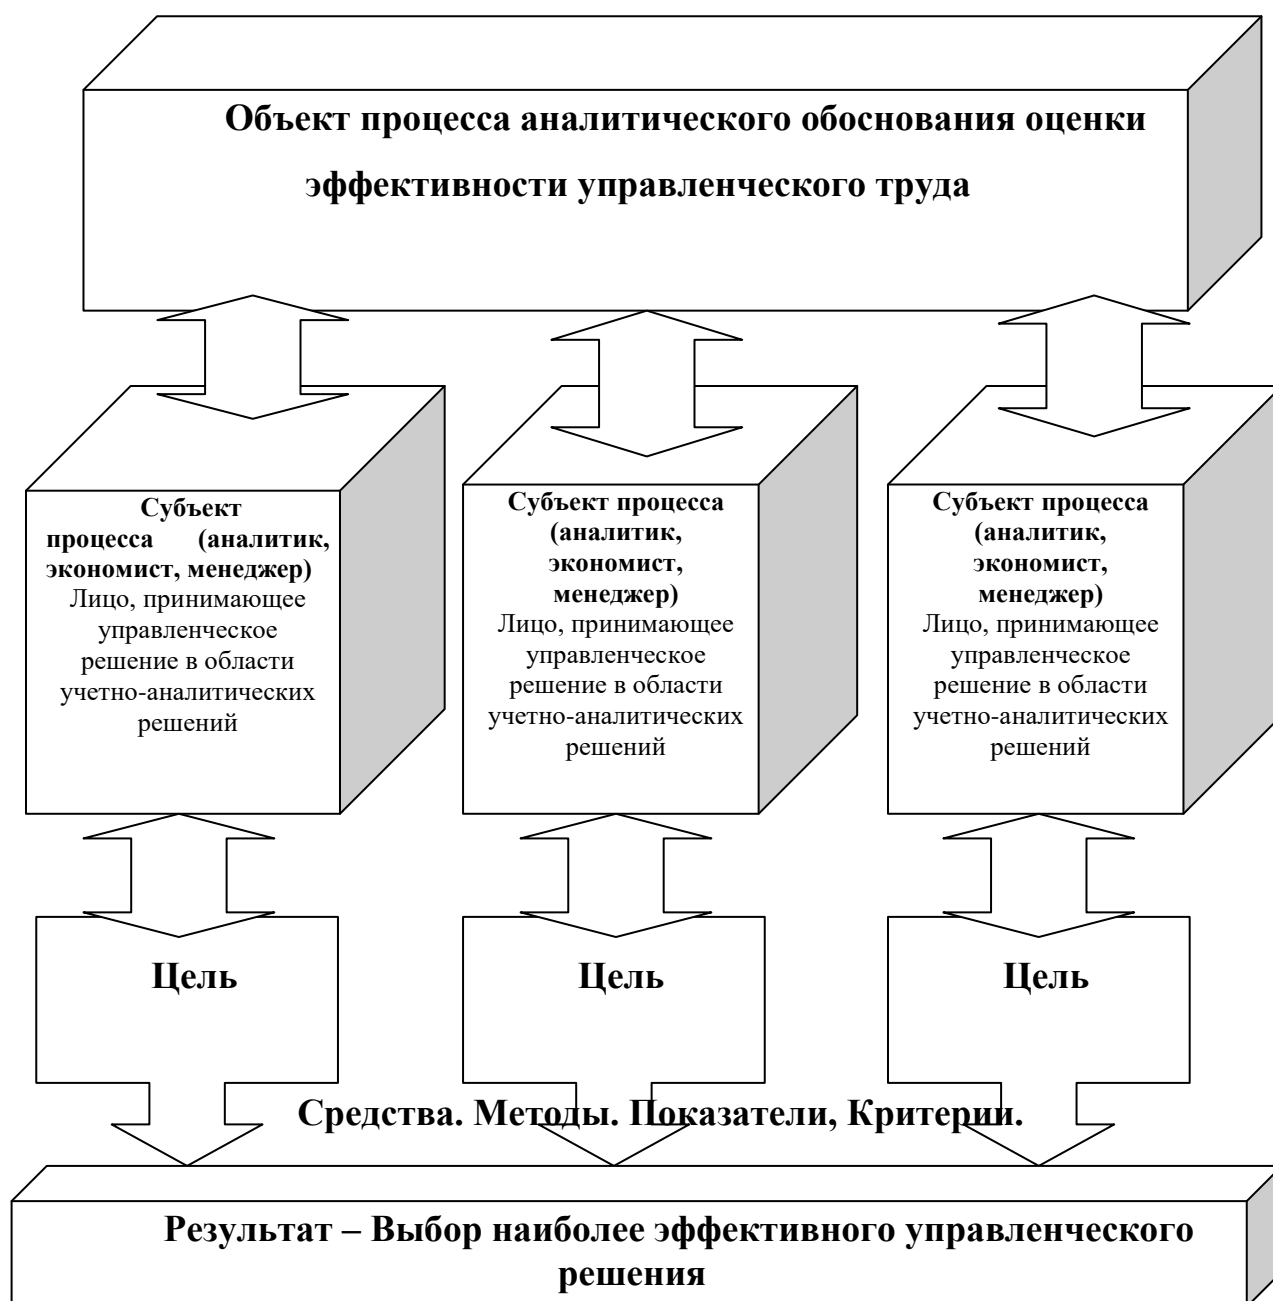 Объект процесса аналитического обоснования оценки
эффективности управленческого труда
Субъект
процесса (аналитик,
экономист, менеджер)
Лицо, принимающее
управленческое
решение в области
учетно-аналитических
решений
Субъект процесса
(аналитик,
экономист,
менеджер)
Лицо, принимающее
управленческое
решение в области
учетно-аналитических
решений
Субъект процесса
(аналитик,
экономист,
менеджер)
Лицо, принимающее
управленческое
решение в области
учетно-аналитических
решений
Цель
Цель
Цель
Средства. Методы. Показатели, Критерии.
Результат – Выбор наиболее эффективного управленческого
решения